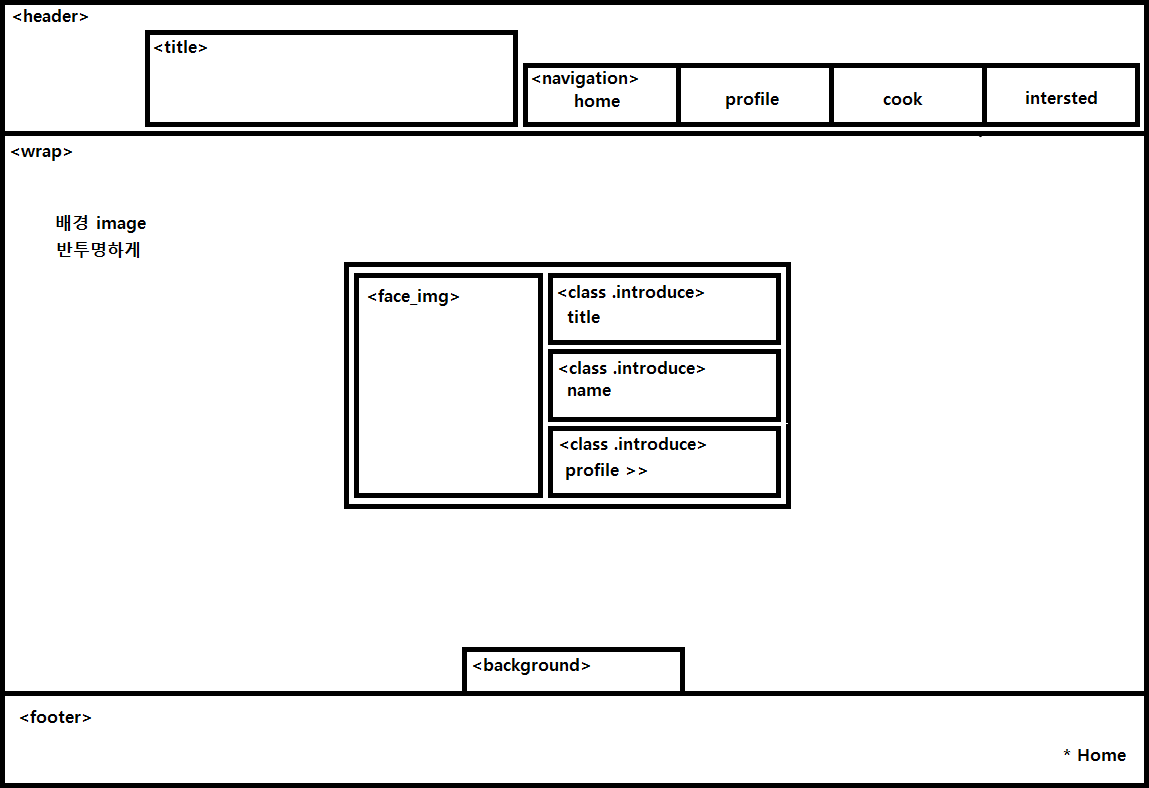 <header>
<title>
<navigation>
home
profile
cook
intersted
<wrap>
배경 image
반투명하게
<face_img>
<class .introduce>
title
<class .introduce>
name
<class .introduce>
profile >>
<background>
<footer>
* Home